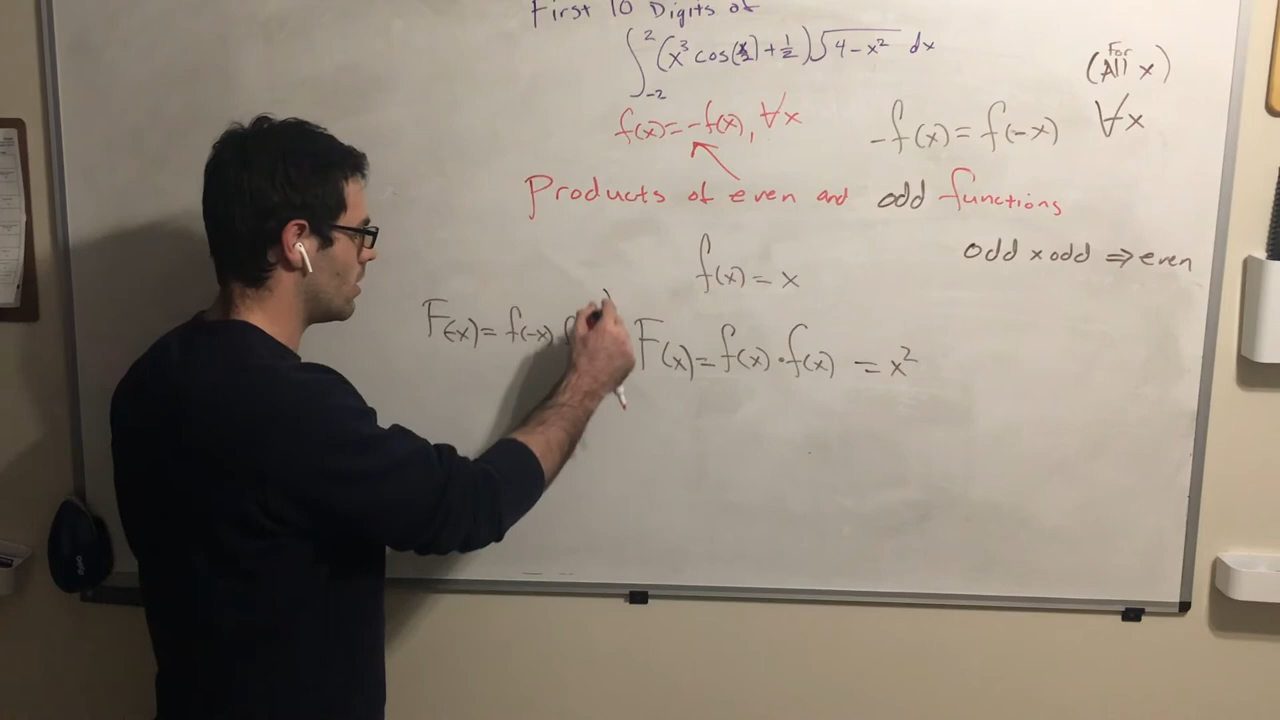 First 10 Digits of
∫_{-2}^{2} (x³ cos(x/2) + 1/2) √(4 - x²) dx
(For All x)
f(x) = -f(x), ∀x
-f(x) = f(-x) ∀x
Products of even and odd functions
odd x odd ⇒ even
f(x) = x
F(-x) = f(-x) f
F(x) = f(x) · f(x) = x²